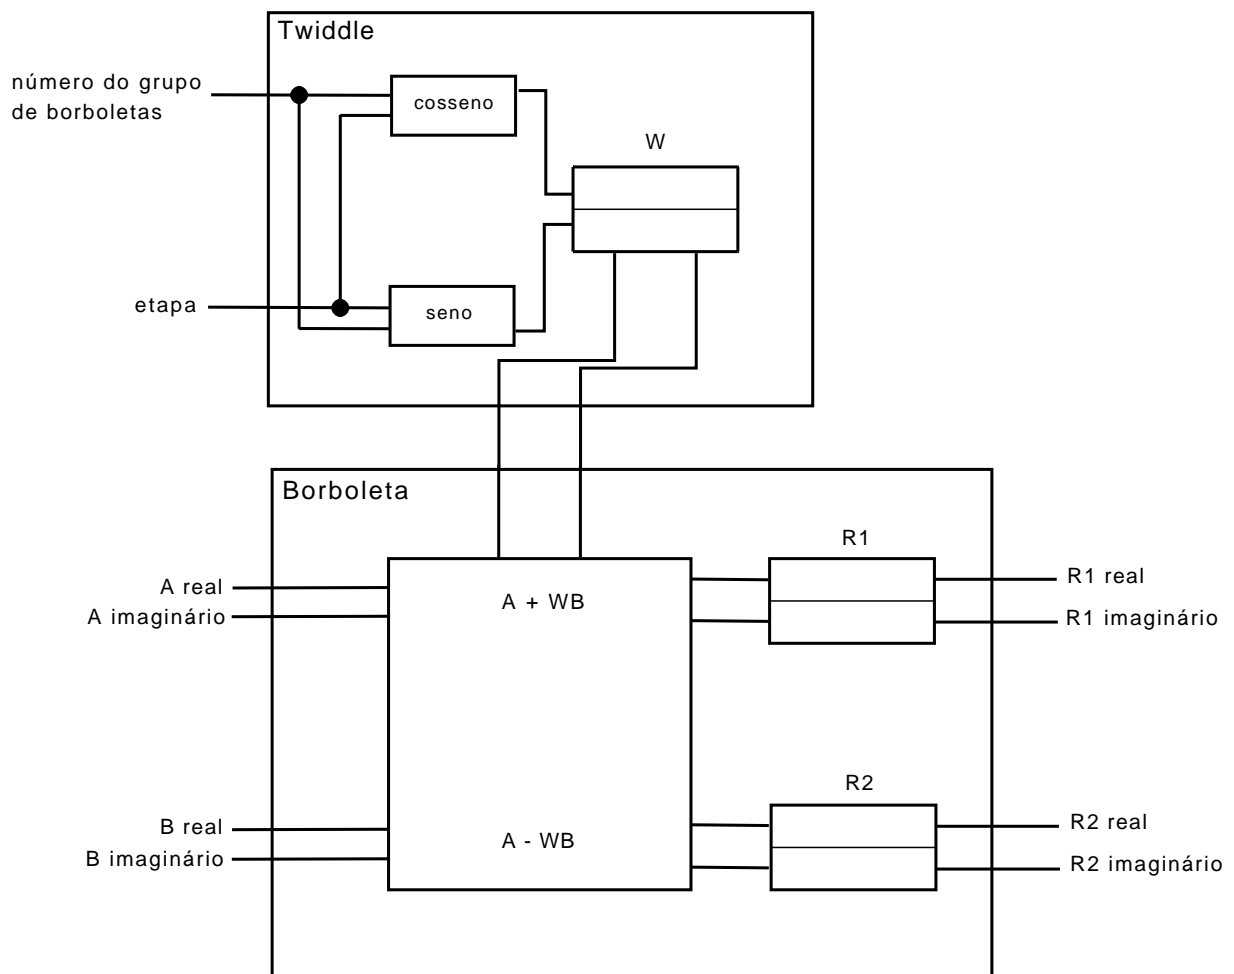 Twiddle
número do grupo
de borboletas
cosseno
W
etapa
seno
Borboleta
R1
A real
A imaginário
A + WB
R1 real
R1 imaginário
R2
B real
B imaginário
A - WB
R2 real
R2 imaginário